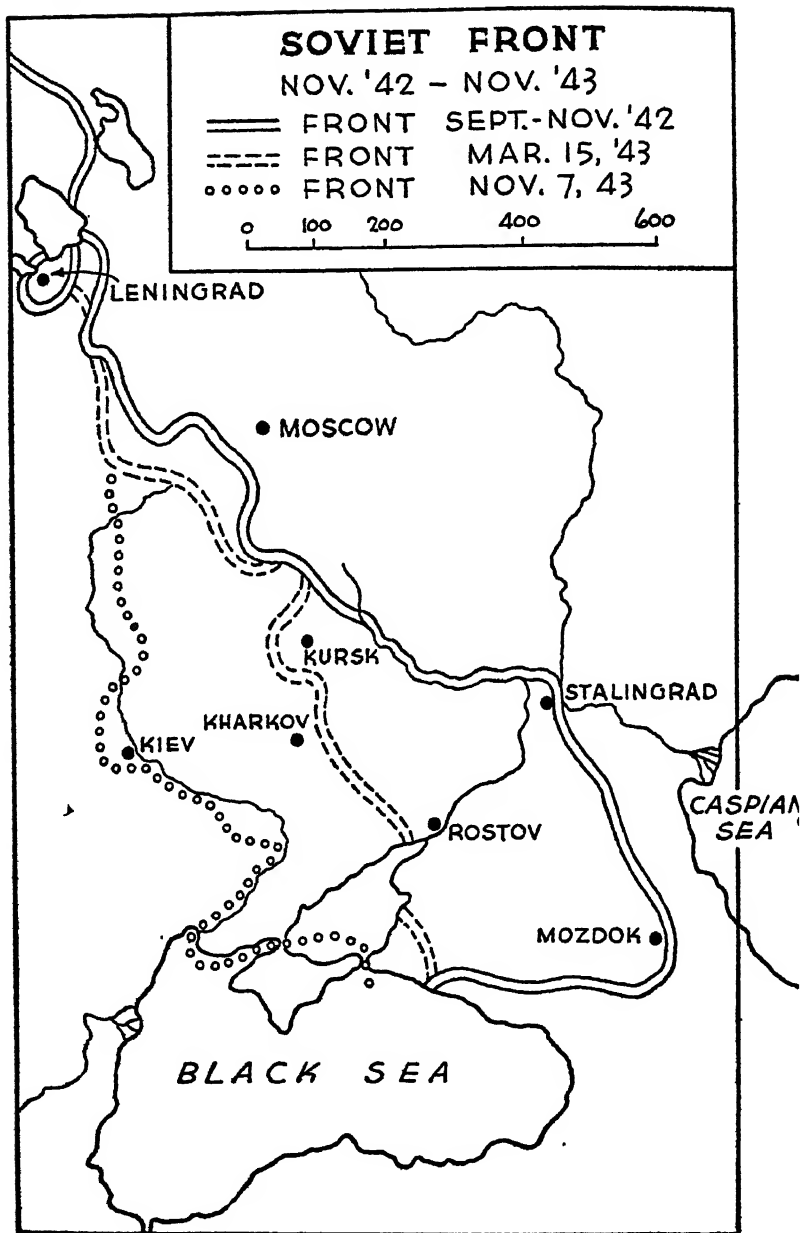 SOVIET FRONT
NOV. '42 – NOV. '43
FRONT SEPT.-NOV. '42
FRONT MAR. 15, '43
FRONT NOV. 7, 43
0 100 200 400 600
LENINGRAD
MOSCOW
KURSK
STALINGRAD
KHARKOV
KIEV
CASPIAN
SEA
ROSTOV
MOZDOK
BLACK SEA